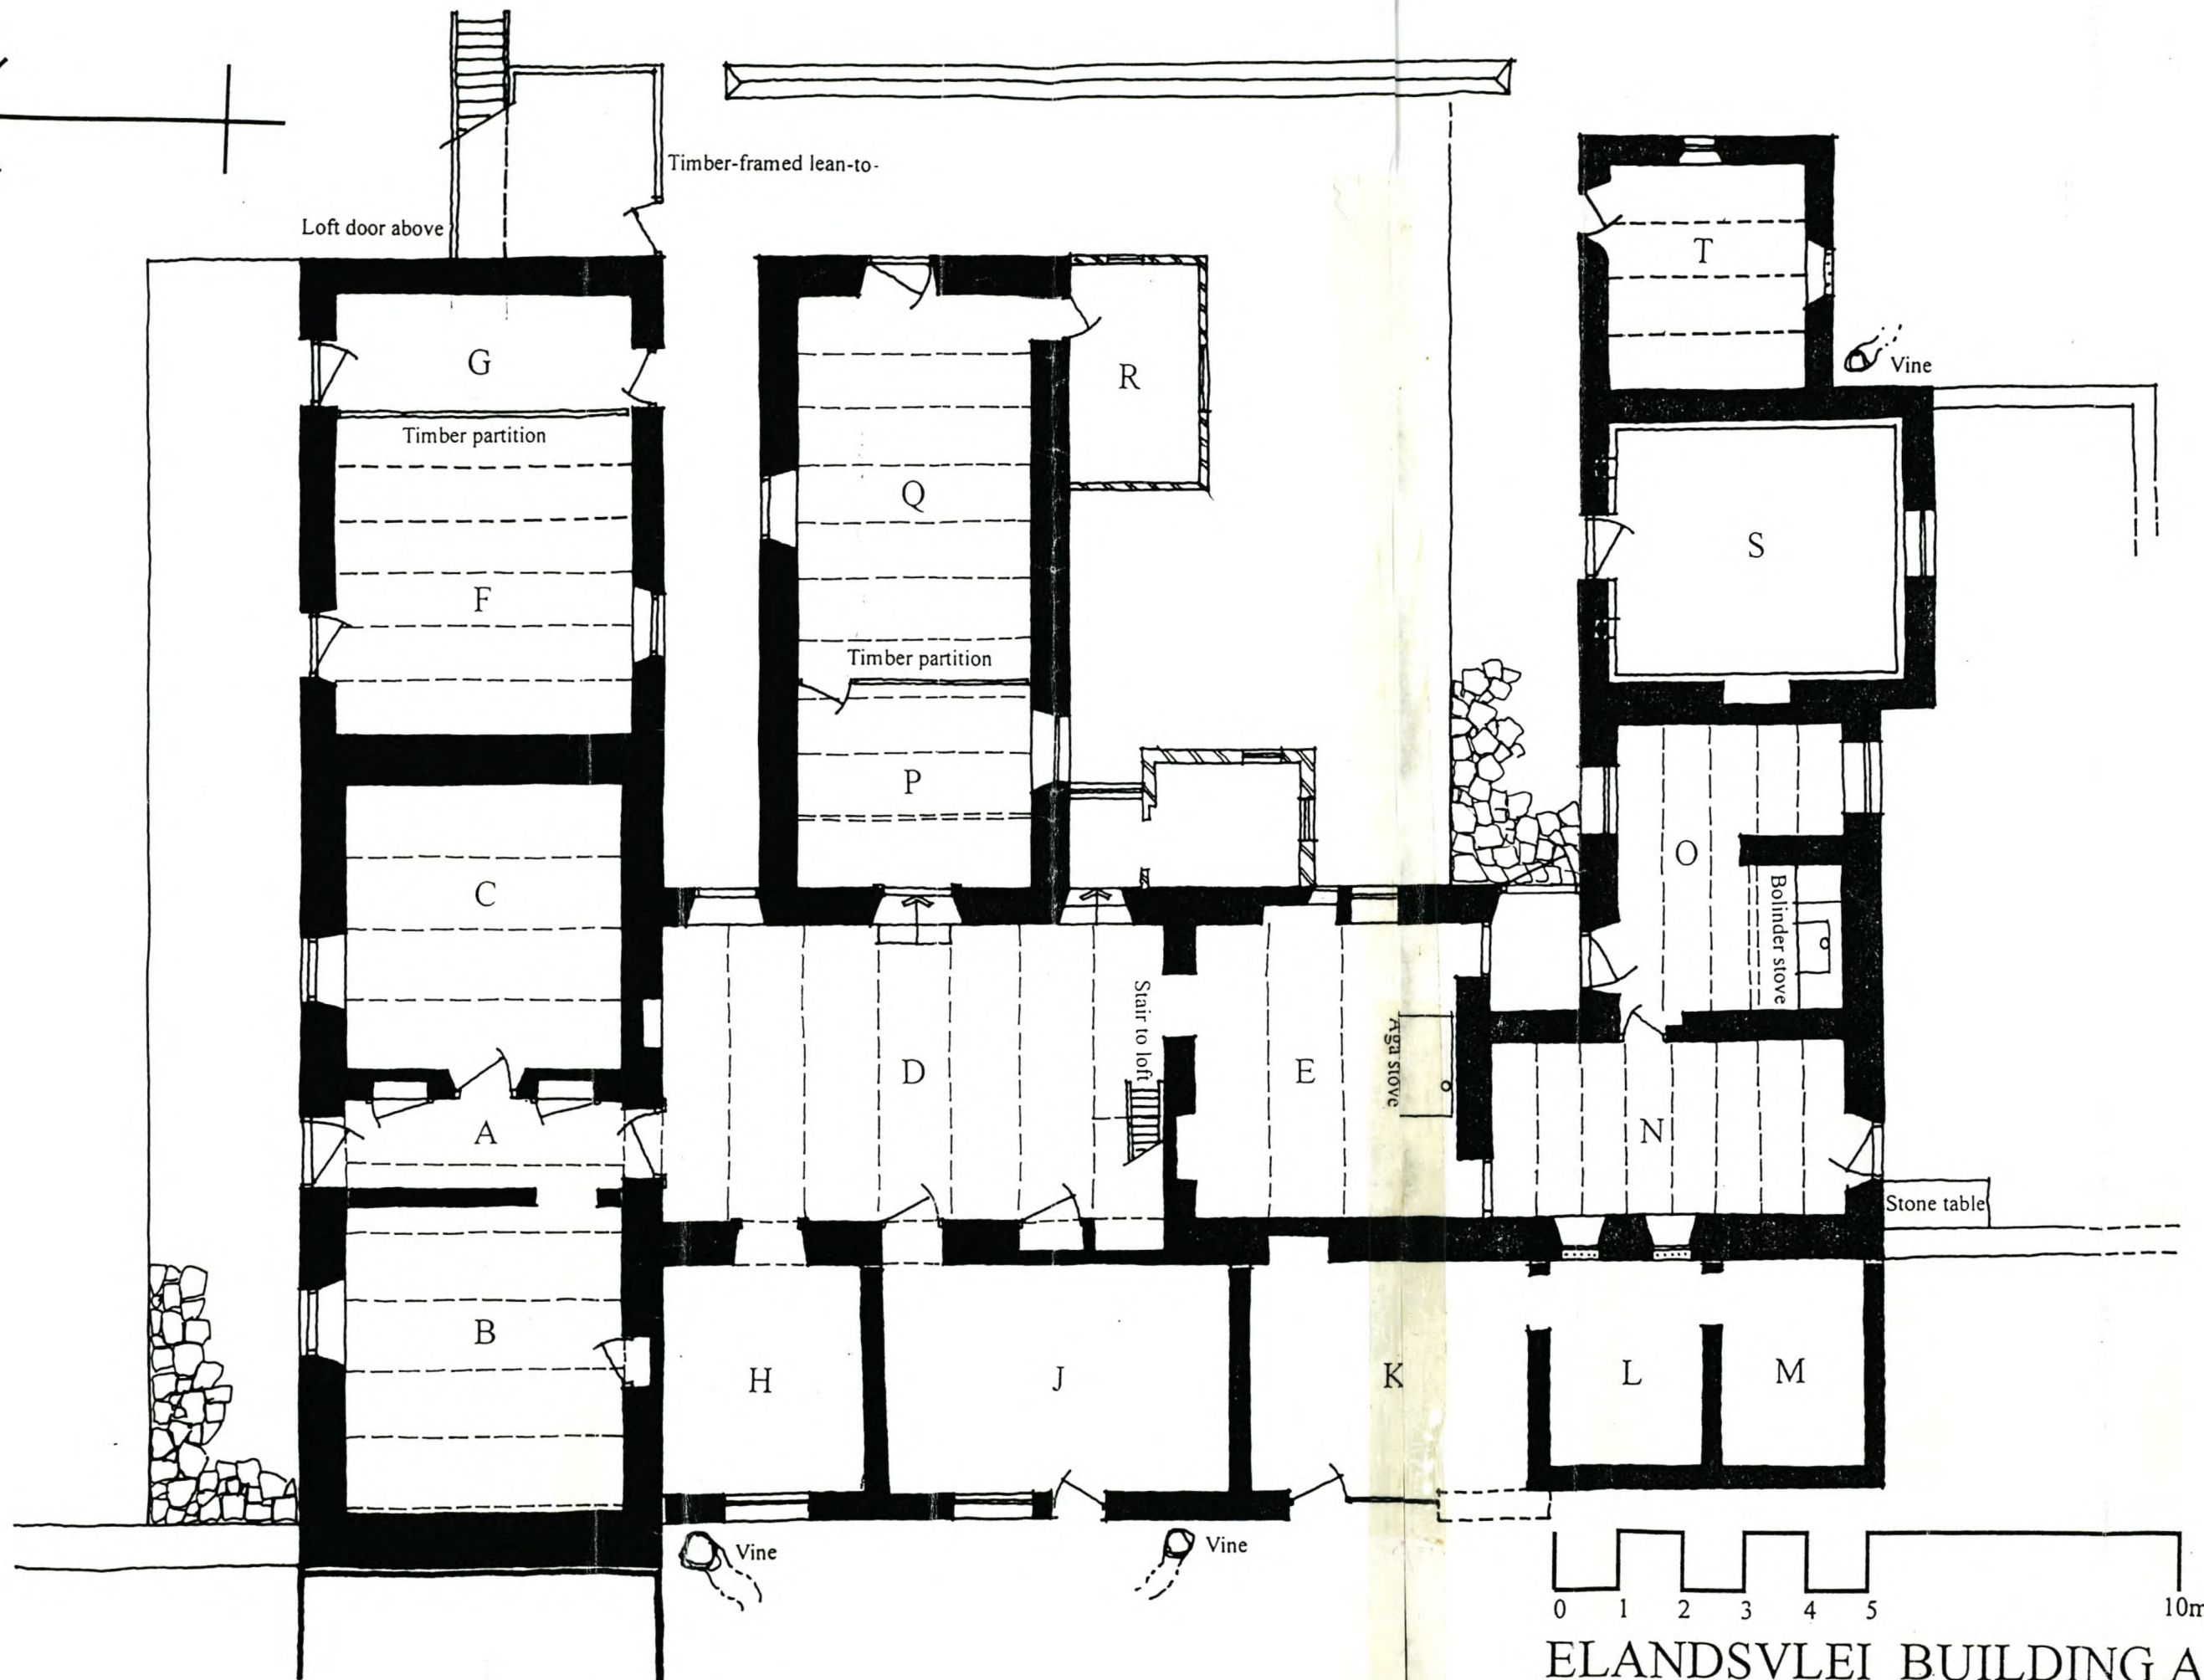 Timber-framed lean-to-
Loft door above
T
G
Vine
R
Timber partition
Q
S
F
Timber partition
P
O
C
Bolinder stove
Stair to loft
D
E
Aga stove
A
N
Stone table
B
H
J
K
L
M
Vine
Vine
0 1 2 3 4 5 10m
ELANDSVLEI BUILDING A